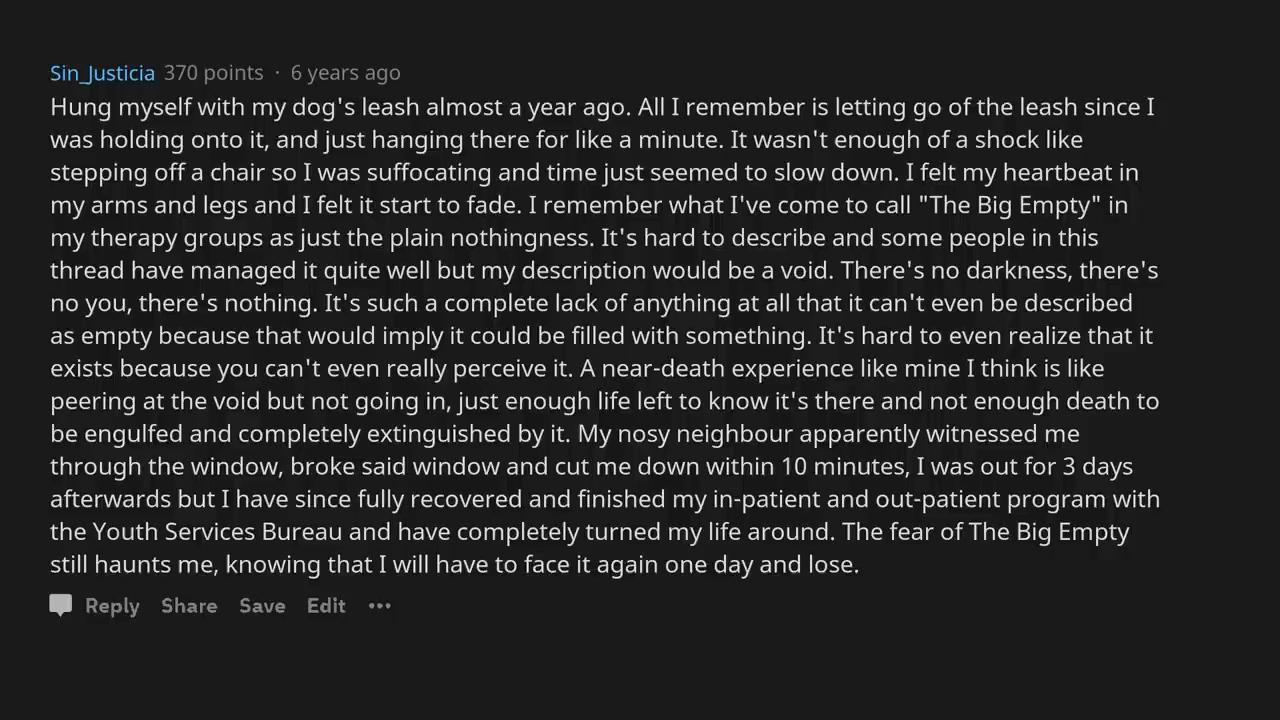 Sin_Justicia 370 points · 6 years ago
Hung myself with my dog's leash almost a year ago. All I remember is letting go of the leash since I
was holding onto it, and just hanging there for like a minute. It wasn't enough of a shock like
stepping off a chair so I was suffocating and time just seemed to slow down. I felt my heartbeat in
my arms and legs and I felt it start to fade. I remember what I've come to call "The Big Empty" in
my therapy groups as just the plain nothingness. It's hard to describe and some people in this
thread have managed it quite well but my description would be a void. There's no darkness, there's
no you, there's nothing. It's such a complete lack of anything at all that it can't even be described
as empty because that would imply it could be filled with something. It's hard to even realize that it
exists because you can't even really perceive it. A near-death experience like mine I think is like
peering at the void but not going in, just enough life left to know it's there and not enough death to
be engulfed and completely extinguished by it. My nosy neighbour apparently witnessed me
through the window, broke said window and cut me down within 10 minutes, I was out for 3 days
afterwards but I have since fully recovered and finished my in-patient and out-patient program with
the Youth Services Bureau and have completely turned my life around. The fear of The Big Empty
still haunts me, knowing that I will have to face it again one day and lose.
Reply Share Save Edit •••